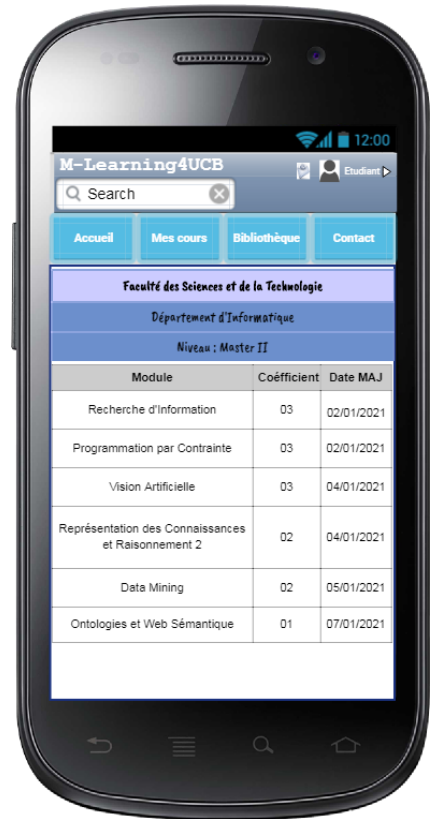 12:00
M-Learning4UCB
Etudiant
Search
Accueil Mes cours Bibliothèque Contact
Faculté des Sciences et de la Technologie
Département d'Informatique
Niveau : Master II
Module Coéfficient Date MAJ
Recherche d'Information 03 02/01/2021
Programmation par Contrainte 03 02/01/2021
Vision Artificielle 03 04/01/2021
Représentation des Connaissances
et Raisonnement 2 02 04/01/2021
Data Mining 02 05/01/2021
Ontologies et Web Sémantique 01 07/01/2021